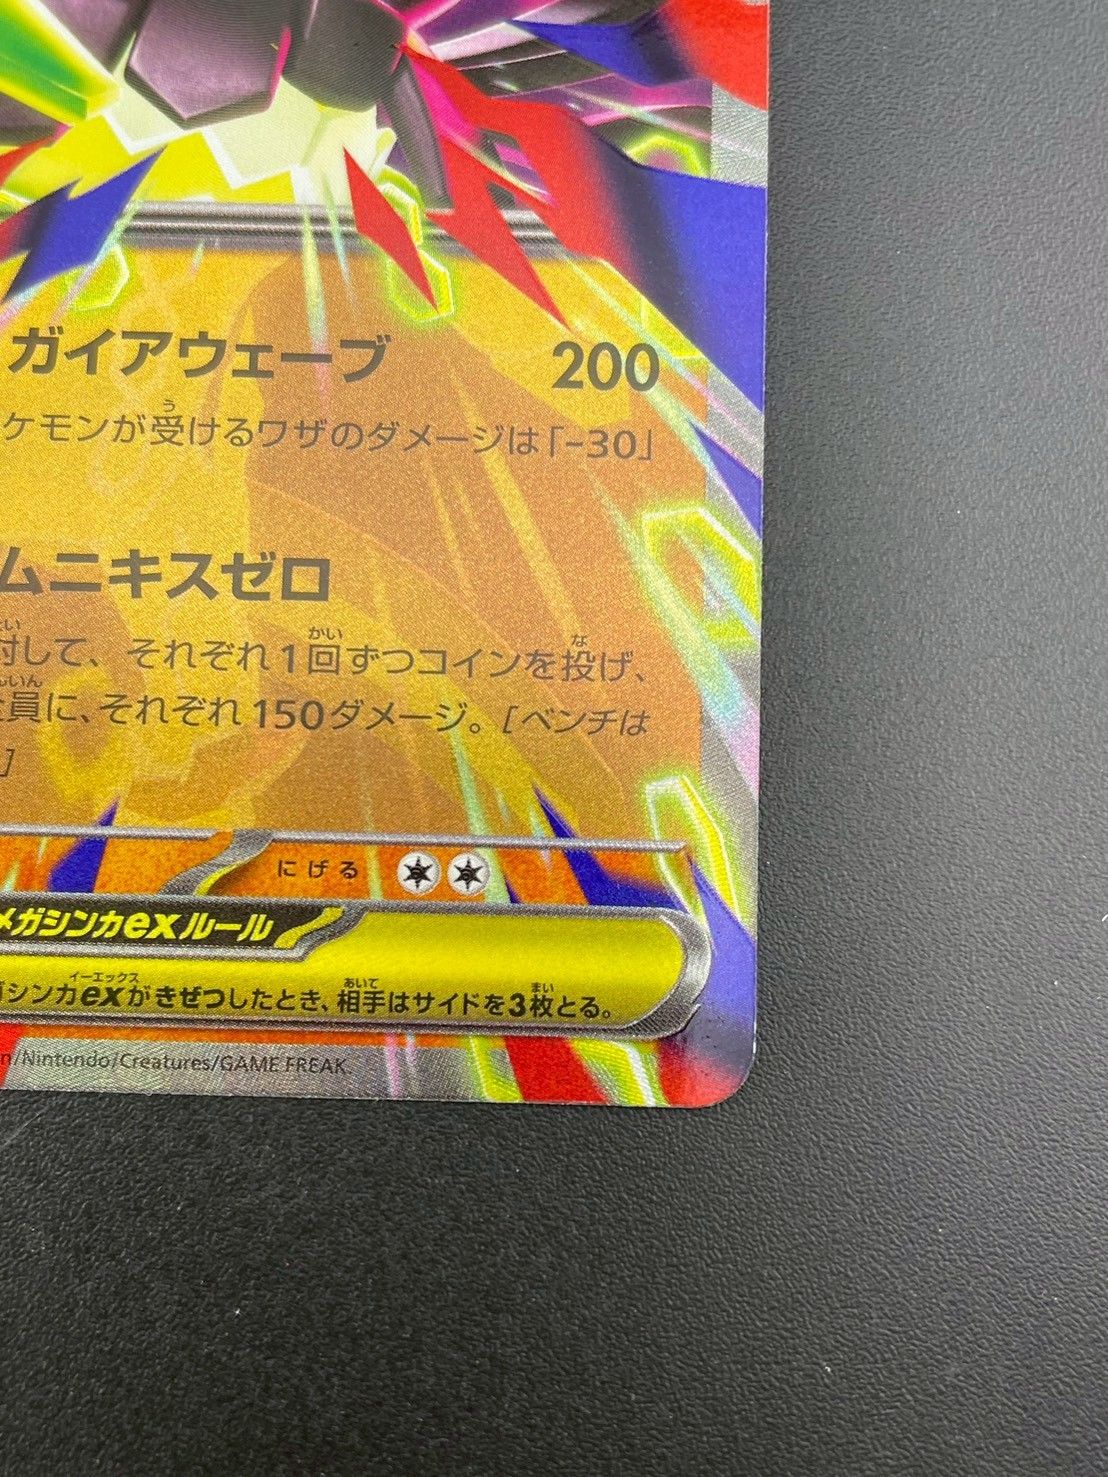 ガイアウェーブ 200
ケモンが受けるワザのダメージは「-30」
ムニキスゼロ
対して、それぞれ1回ずつコインを投げ、
員に、それぞれ150ダメージ。[ベンチは
]
にげる
メガシンカexルール
ガシンカexがきぜつしたとき、相手はサイドを3枚とる。
n/Nintendo/Creatures/GAME FREAK.